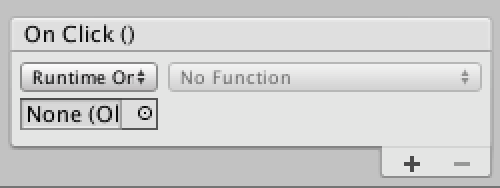 On Click ()
Runtime Or No Function
None (Ol